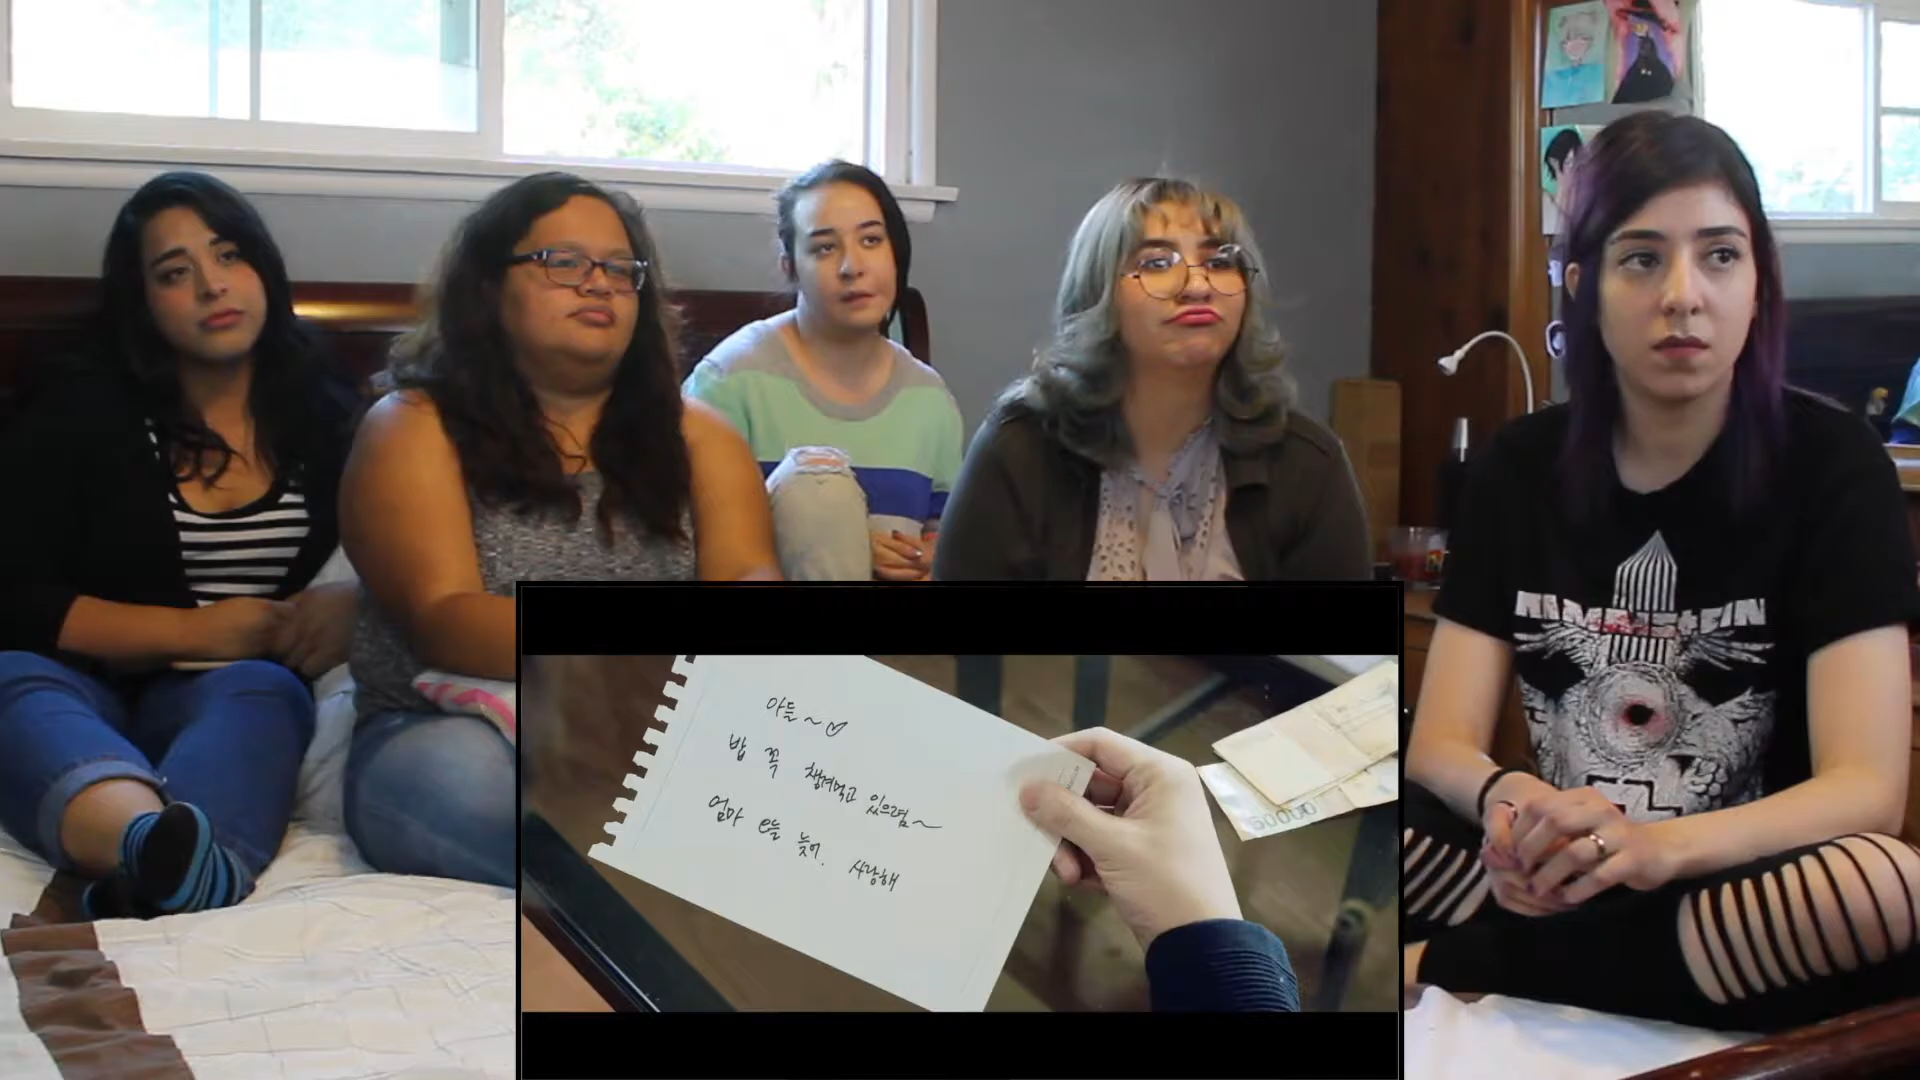 아들~♡
밥 꼭 챙겨먹고 있으렴~
엄마 오늘 늦어. 사랑해
50000
RAMMSTEIN